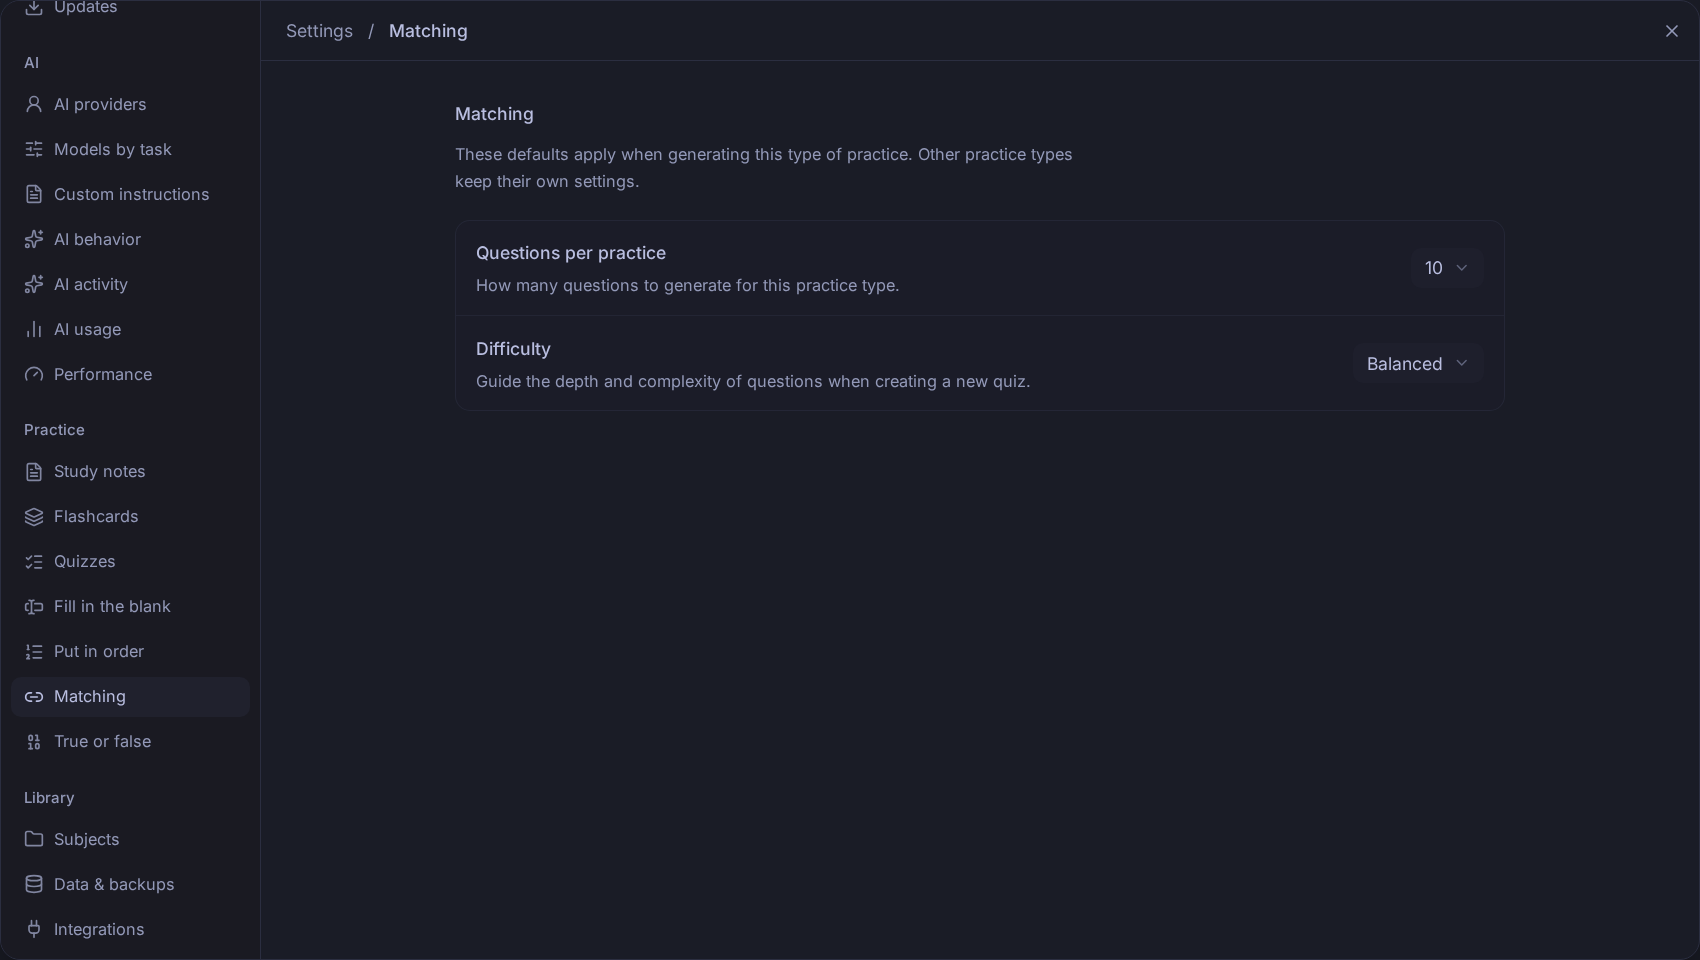 Updates
AI
AI providers
Models by task
Custom instructions
AI behavior
AI activity
AI usage
Performance
Practice
Study notes
Flashcards
Quizzes
Fill in the blank
Put in order
Matching
True or false
Library
Subjects
Data & backups
Integrations
Settings / Matching
Matching
These defaults apply when generating this type of practice. Other practice types
keep their own settings.
Questions per practice
How many questions to generate for this practice type.
10
Difficulty
Guide the depth and complexity of questions when creating a new quiz.
Balanced